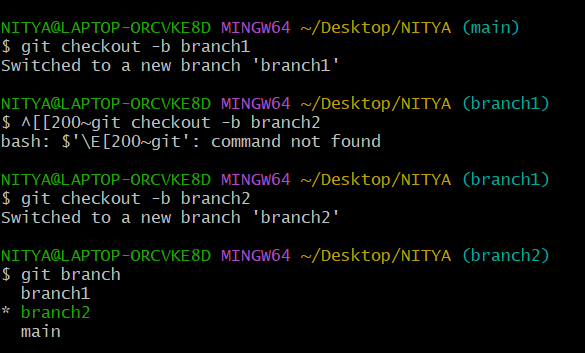 NITYA@LAPTOP-ORCVKE8D MINGW64 ~/Desktop/NITYA (main)
$ git checkout -b branch1
Switched to a new branch 'branch1'
NITYA@LAPTOP-ORCVKE8D MINGW64 ~/Desktop/NITYA (branch1)
$ ^[[200~git checkout -b branch2
bash: $'\E[200~git': command not found
NITYA@LAPTOP-ORCVKE8D MINGW64 ~/Desktop/NITYA (branch1)
$ git checkout -b branch2
Switched to a new branch 'branch2'
NITYA@LAPTOP-ORCVKE8D MINGW64 ~/Desktop/NITYA (branch2)
$ git branch
  branch1
* branch2
  main